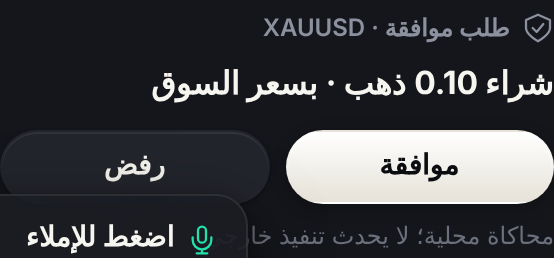 طلب موافقة · XAUUSD
شراء 0.10 ذهب · بسعر السوق
موافقة
رفض
محاكاة محلية؛ لا يحدث تنفيذ
اضغط للإملاء